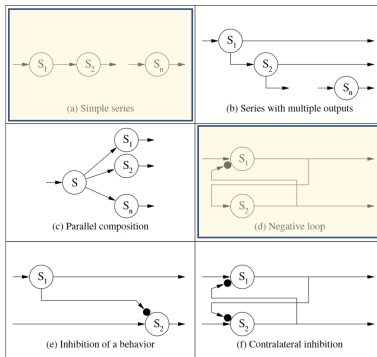 S1 S2 Sn
(a) Simple series
S1
S2
Sn
(b) Series with multiple outputs
S1
S S2
Sn
(c) Parallel composition
S1
S2
(d) Negative loop
S1
S2
(e) Inhibition of a behavior
S1
S2
(f) Contralateral inhibition